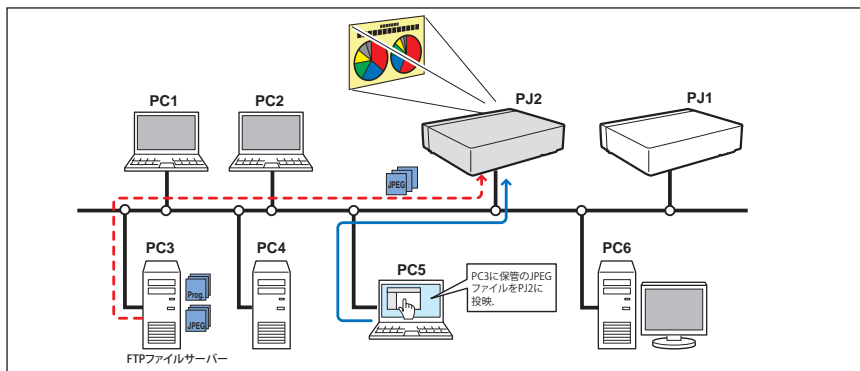 PC1
PC2
PJ2
PJ1
JPEG
PC3
PC4
PC5
PC6
Prog.
JPEG
PC3に保管のJPEG
ファイルをPJ2に
投映.
FTPファイルサーバー